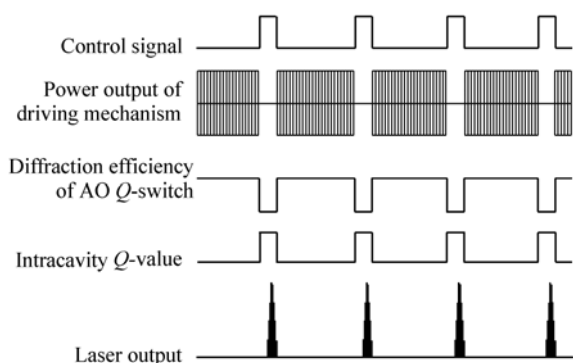 Control signal
Power output of
driving mechanism
Diffraction efficiency
of AO Q-switch
Intracavity Q-value
Laser output